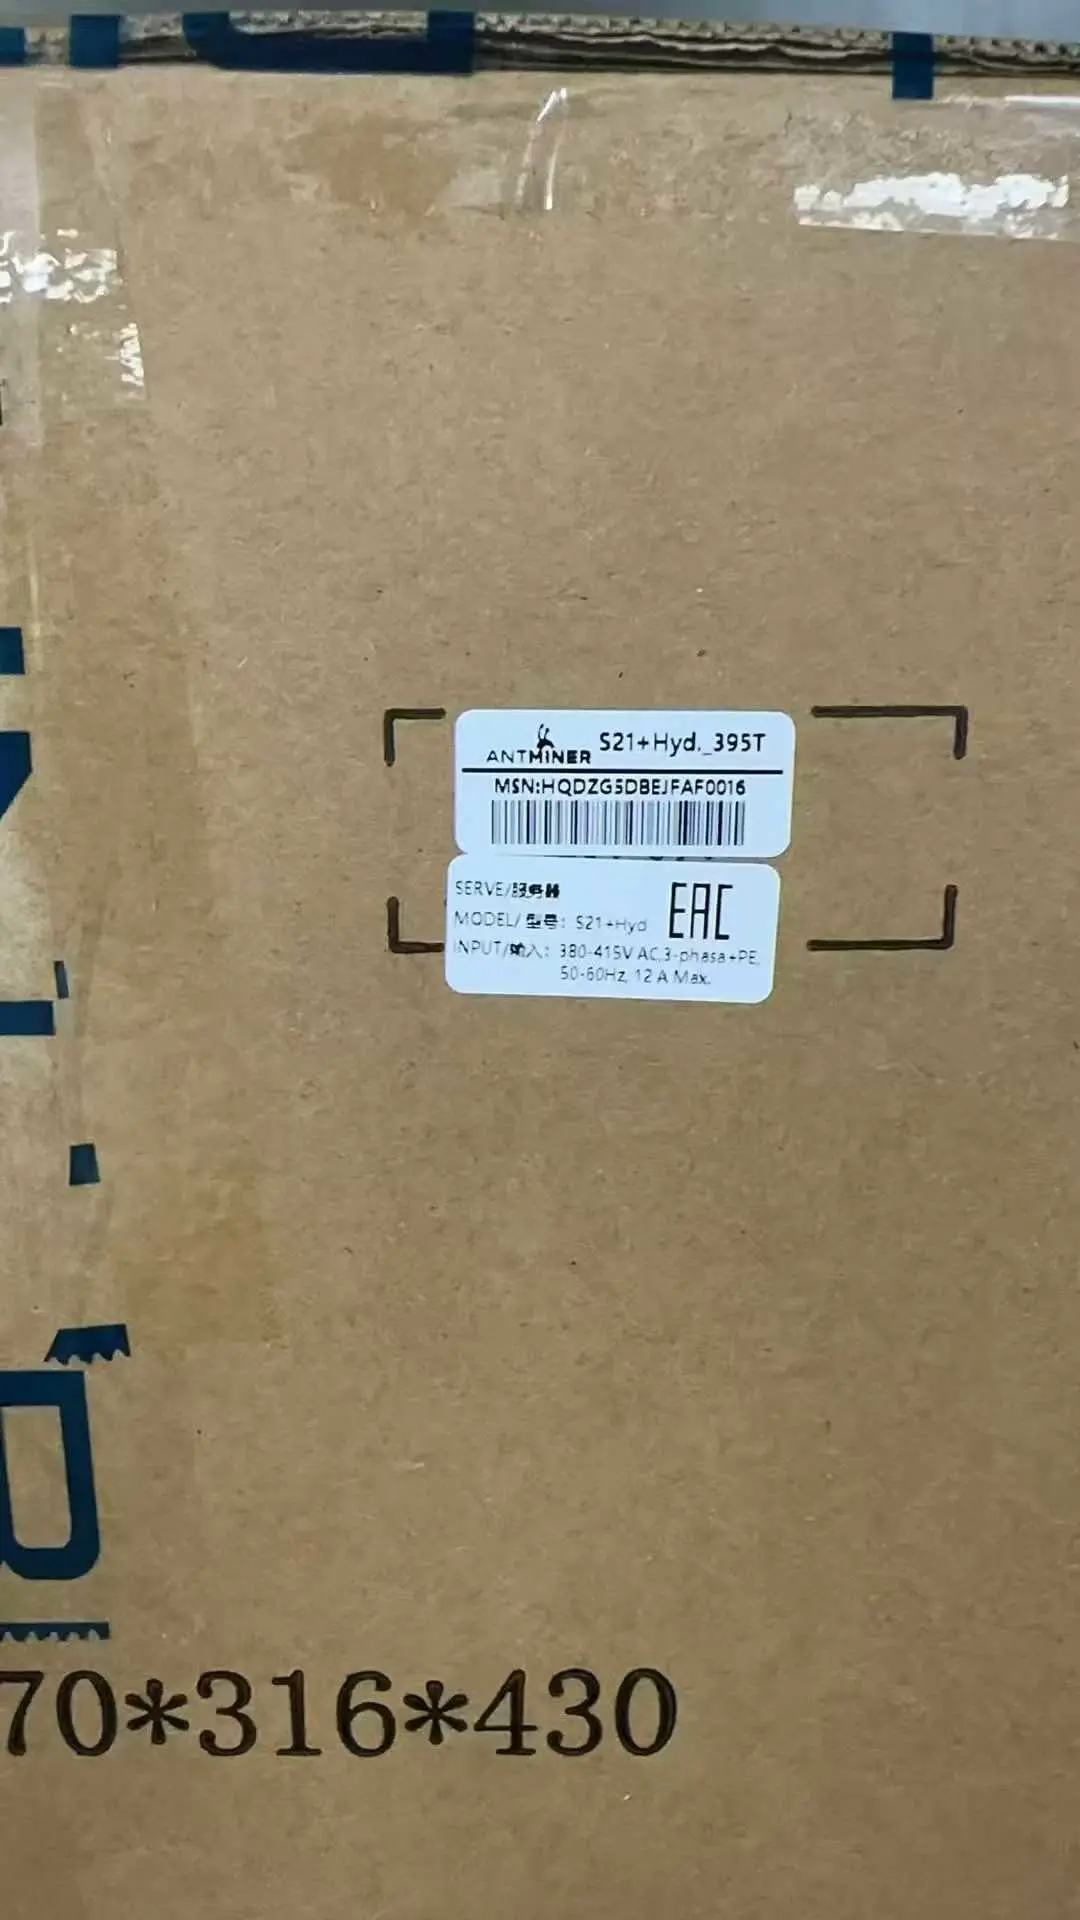 ANTMINER S21+Hyd._395T
MSN:HQDZG5DBEJFAF0016
SERVE/服务器
EAC
MODEL/型号: S21+Hyd
INPUT/输入: 380-415V AC,3-phase+PE,
50-60Hz, 12 A Max.
70*316*430